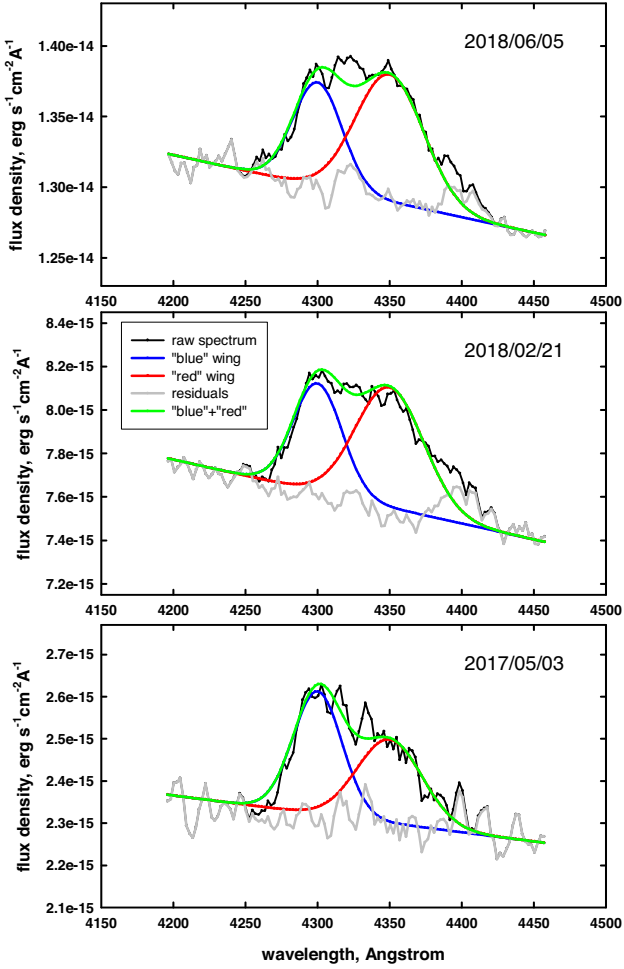 2018/06/05
1.40e-14
1.35e-14
1.30e-14
1.25e-14
flux density, erg s-1cm-2A-1
4150 4200 4250 4300 4350 4400 4450 4500
2018/02/21
raw spectrum
"blue" wing
"red" wing
residuals
"blue"+"red"
8.4e-15
8.2e-15
8.0e-15
7.8e-15
7.6e-15
7.4e-15
7.2e-15
flux density, erg s-1cm-2A-1
4150 4200 4250 4300 4350 4400 4450 4500
2017/05/03
2.7e-15
2.6e-15
2.5e-15
2.4e-15
2.3e-15
2.2e-15
2.1e-15
flux density, erg s-1cm-2A-1
4150 4200 4250 4300 4350 4400 4450 4500
wavelength, Angstrom